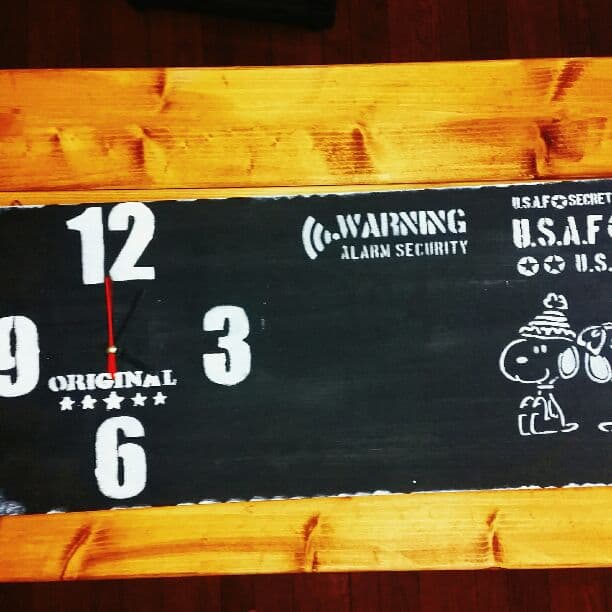 12
9
3
ORIGINAL
6
WARNING
ALARM SECURITY
U.S.A.F SECRET
U.S.A.F
U.S.